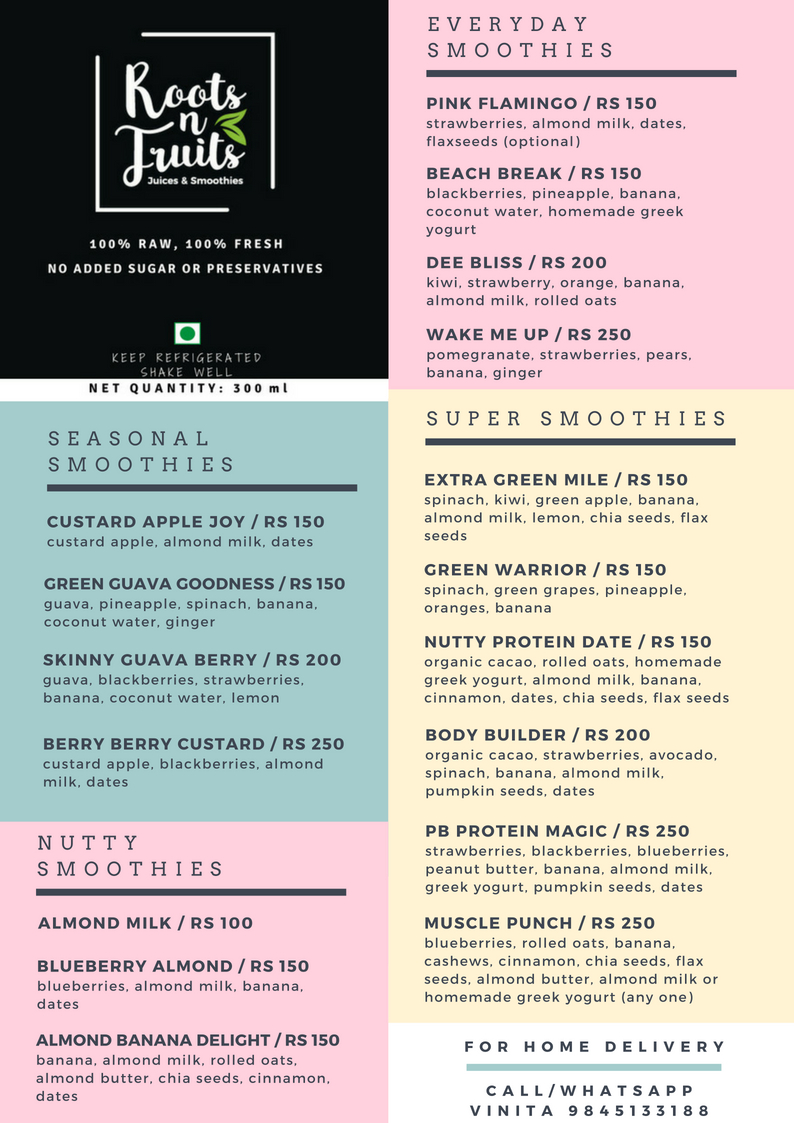 Roots
n
Fruits
Juices & Smoothies
100% RAW, 100% FRESH
NO ADDED SUGAR OR PRESERVATIVES
KEEP REFRIGERATED
SHAKE WELL
NET QUANTITY: 300 ml
SEASONAL
SMOOTHIES
CUSTARD APPLE JOY / RS 150
custard apple, almond milk, dates
GREEN GUAVA GOODNESS / RS 150
guava, pineapple, spinach, banana,
coconut water, ginger
SKINNY GUAVA BERRY / RS 200
guava, blackberries, strawberries,
banana, coconut water, lemon
BERRY BERRY CUSTARD / RS 250
custard apple, blackberries, almond
milk, dates
NUTTY
SMOOTHIES
ALMOND MILK / RS 100
BLUEBERRY ALMOND / RS 150
blueberries, almond milk, banana,
dates
ALMOND BANANA DELIGHT / RS 150
banana, almond milk, rolled oats,
almond butter, chia seeds, cinnamon,
dates
EVERYDAY
SMOOTHIES
PINK FLAMINGO / RS 150
strawberries, almond milk, dates,
flaxseeds (optional)
BEACH BREAK / RS 150
blackberries, pineapple, banana,
coconut water, homemade greek
yogurt
DEE BLISS / RS 200
kiwi, strawberry, orange, banana,
almond milk, rolled oats
WAKE ME UP / RS 250
pomegranate, strawberries, pears,
banana, ginger
SUPER SMOOTHIES
EXTRA GREEN MILE / RS 150
spinach, kiwi, green apple, banana,
almond milk, lemon, chia seeds, flax
seeds
GREEN WARRIOR / RS 150
spinach, green grapes, pineapple,
oranges, banana
NUTTY PROTEIN DATE / RS 150
organic cacao, rolled oats, homemade
greek yogurt, almond milk, banana,
cinnamon, dates, chia seeds, flax seeds
BODY BUILDER / RS 200
organic cacao, strawberries, avocado,
spinach, banana, almond milk,
pumpkin seeds, dates
PB PROTEIN MAGIC / RS 250
strawberries, blackberries, blueberries,
peanut butter, banana, almond milk,
greek yogurt, pumpkin seeds, dates
MUSCLE PUNCH / RS 250
blueberries, rolled oats, banana,
cashews, cinnamon, chia seeds, flax
seeds, almond butter, almond milk or
homemade greek yogurt (any one)
FOR HOME DELIVERY
CALL/WHATSAPP
VINITA 9845133188